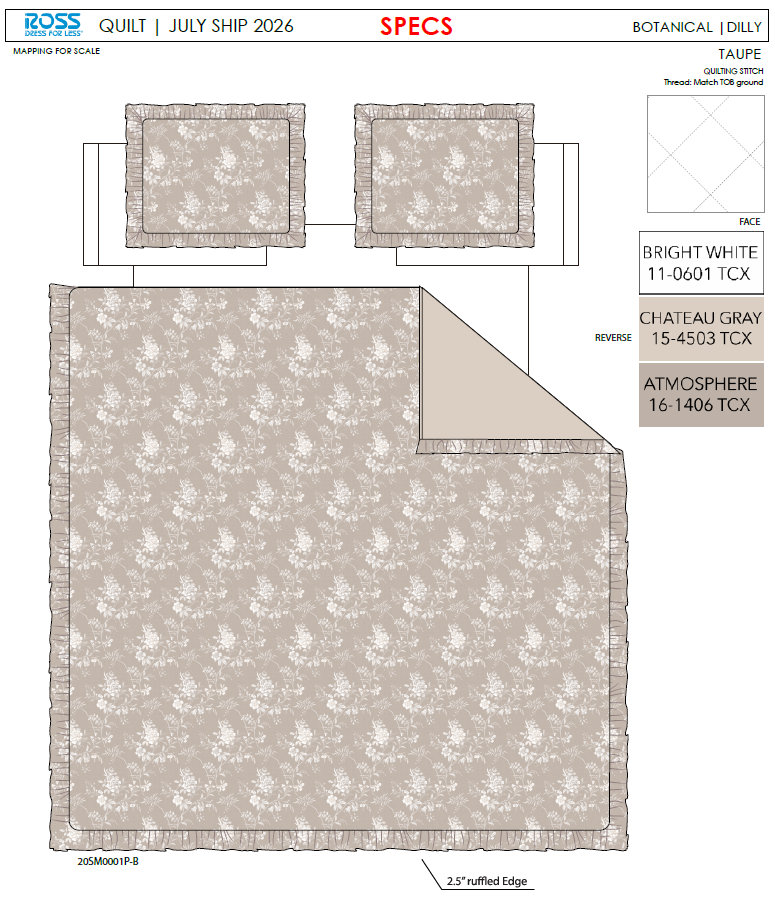 ROSS
DRESS FOR LESS
QUILT | JULY SHIP 2026
SPECS
BOTANICAL |DILLY
MAPPING FOR SCALE
TAUPE
QUILTING STITCH
Thread: Match TOB ground
FACE
BRIGHT WHITE
11-0601 TCX
REVERSE
CHATEAU GRAY
15-4503 TCX
ATMOSPHERE
16-1406 TCX
20SM0001P-B
2.5" ruffled Edge